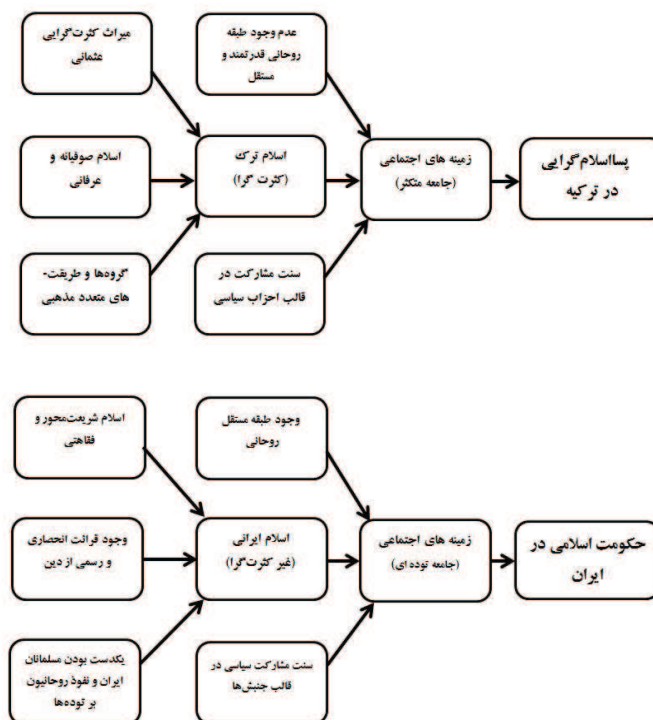 میراث کثرت‌گرایی
عثمانی
عدم وجود طبقه
روحانی قدرتمند و
مستقل
اسلام صوفیانه و
عرفانی
اسلام ترک
(کثرت گرا)
زمینه های اجتماعی
(جامعه متکثر)
پسااسلام‌گرایی
در ترکیه
گروه‌ها و طریقت-
های متعدد مذهبی
سنت مشارکت در
قالب احزاب سیاسی
اسلام شریعت‌محور و
فقاهتی
وجود طبقه مستقل
روحانی
وجود قرائت انحصاری
و رسمی از دین
اسلام ایرانی
(غیر کثرت‌گرا)
زمینه های اجتماعی
(جامعه توده ای)
حکومت اسلامی در
ایران
یکدست بودن مسلمانان
ایران و نفوذ روحانیون
بر توده‌ها
سنت مشارکت سیاسی در
قالب جنبش‌ها